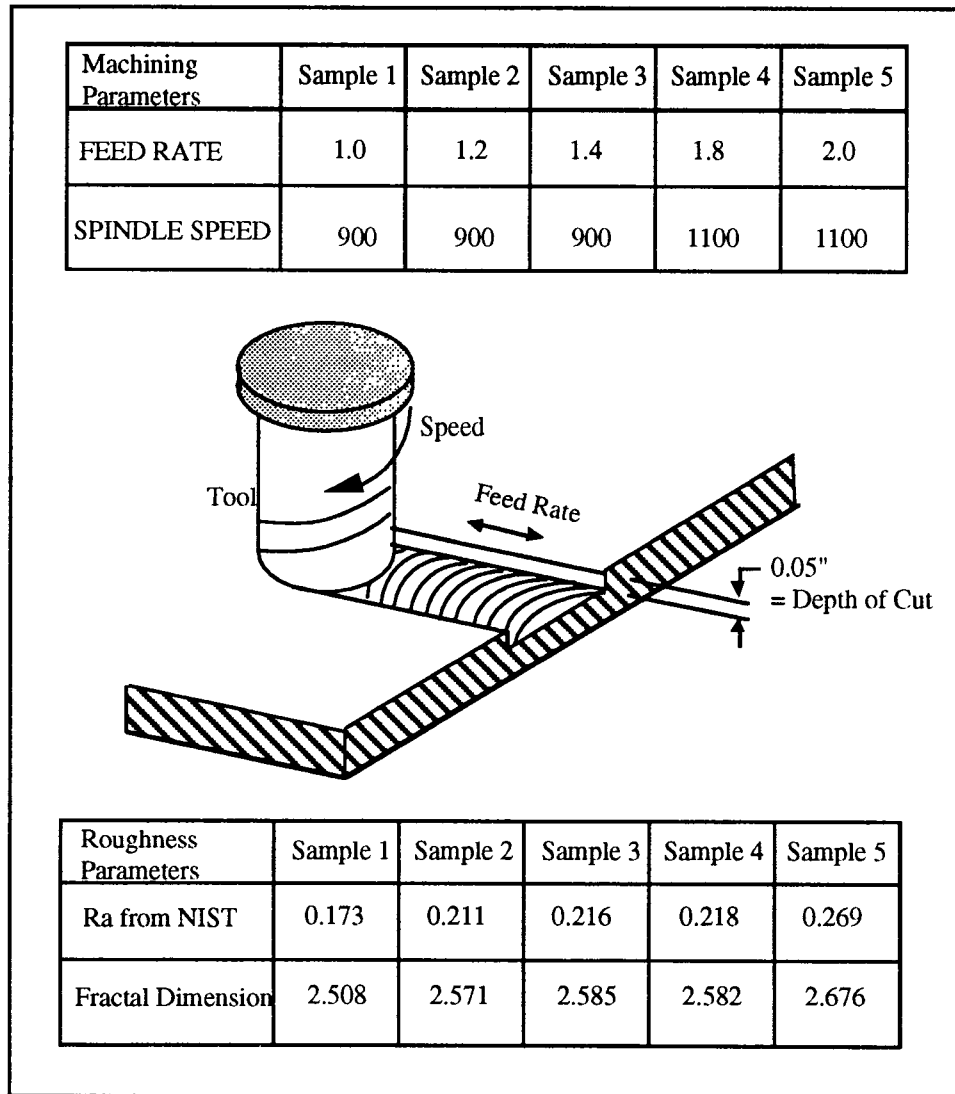 Machining Parameters Sample 1 Sample 2 Sample 3 Sample 4 Sample 5
FEED RATE 1.0 1.2 1.4 1.8 2.0
SPINDLE SPEED 900 900 900 1100 1100
Speed
Tool
Feed Rate
0.05"
= Depth of Cut
Roughness Parameters Sample 1 Sample 2 Sample 3 Sample 4 Sample 5
Ra from NIST 0.173 0.211 0.216 0.218 0.269
Fractal Dimension 2.508 2.571 2.585 2.582 2.676